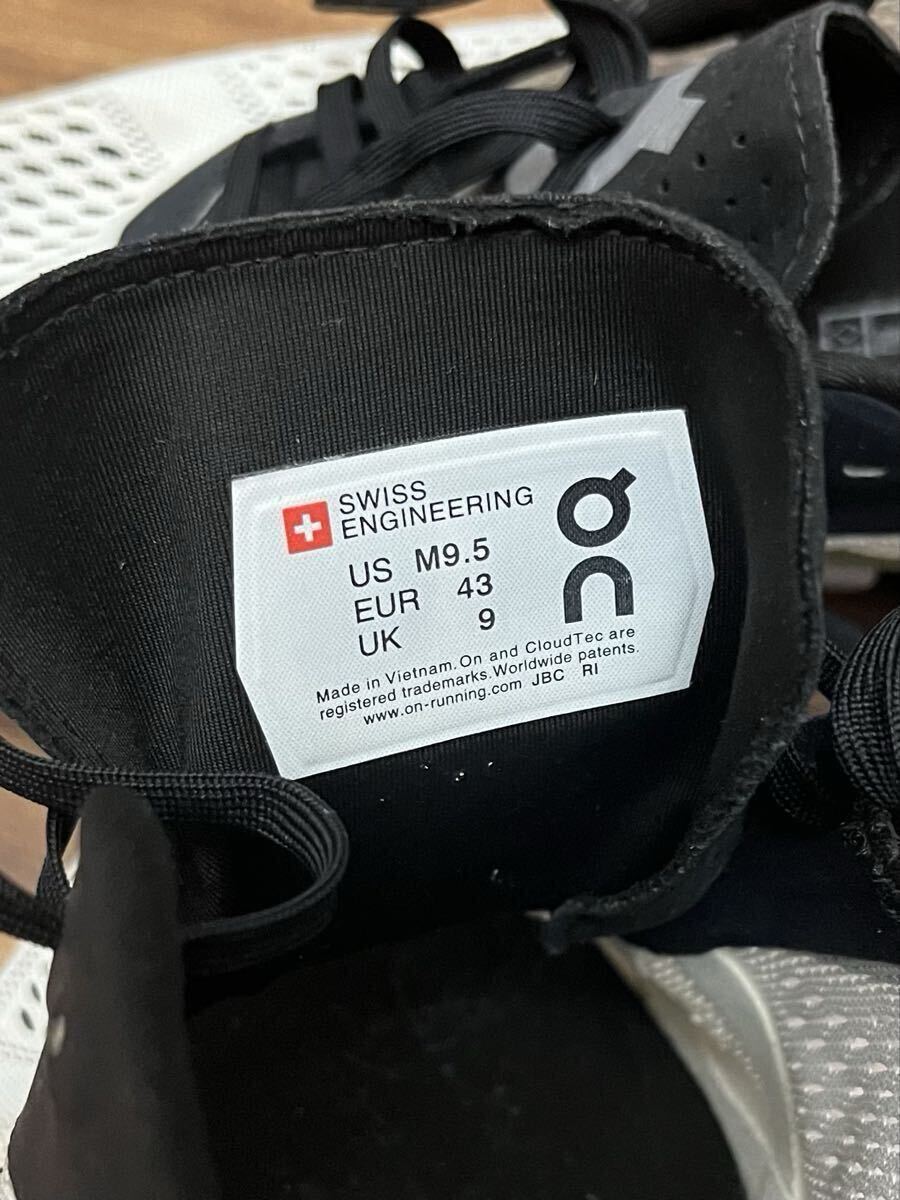 SWISS
ENGINEERING
US M9.5
EUR 43
UK 9
On
Made in Vietnam. On and CloudTec are
registered trademarks. Worldwide patents.
www.on-running.com JBC RI